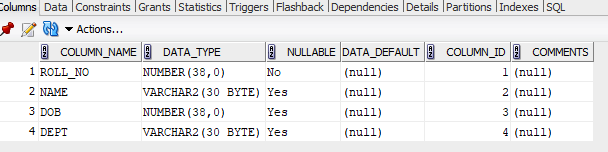 Columns Data Constraints Grants Statistics Triggers Flashback Dependencies Details Partitions Indexes SQL
Actions...
COLUMN_NAME DATA_TYPE NULLABLE DATA_DEFAULT COLUMN_ID COMMENTS
1 ROLL_NO NUMBER(38,0) No (null) 1 (null)
2 NAME VARCHAR2(30 BYTE) Yes (null) 2 (null)
3 DOB NUMBER(38,0) Yes (null) 3 (null)
4 DEPT VARCHAR2(30 BYTE) Yes (null) 4 (null)